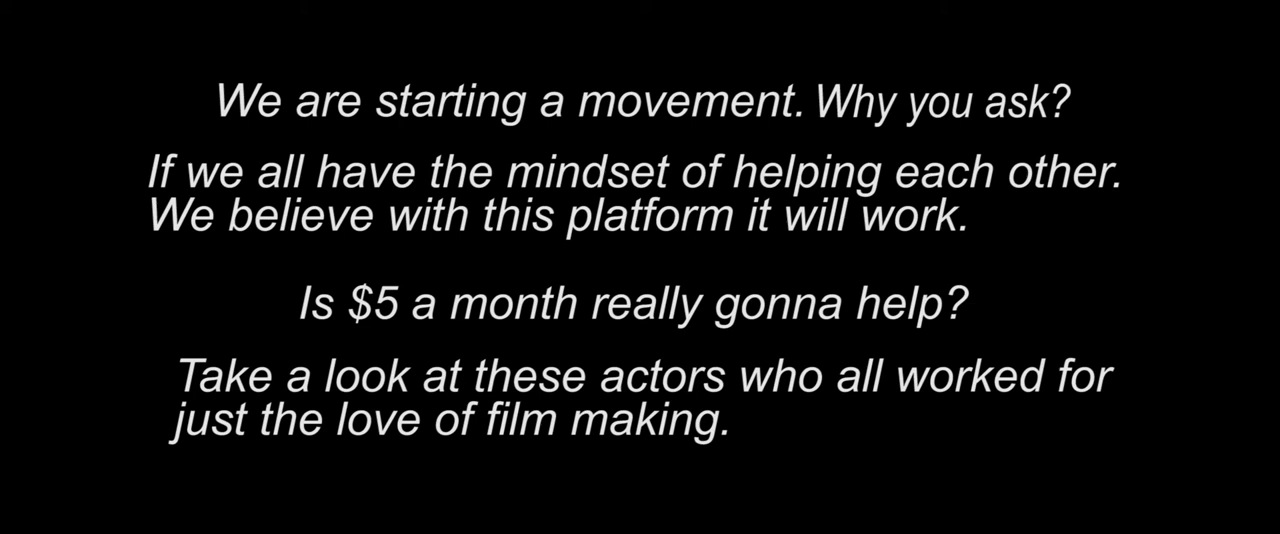 We are starting a movement. Why you ask?
If we all have the mindset of helping each other.
We believe with this platform it will work.
Is $5 a month really gonna help?
Take a look at these actors who all worked for
just the love of film making.